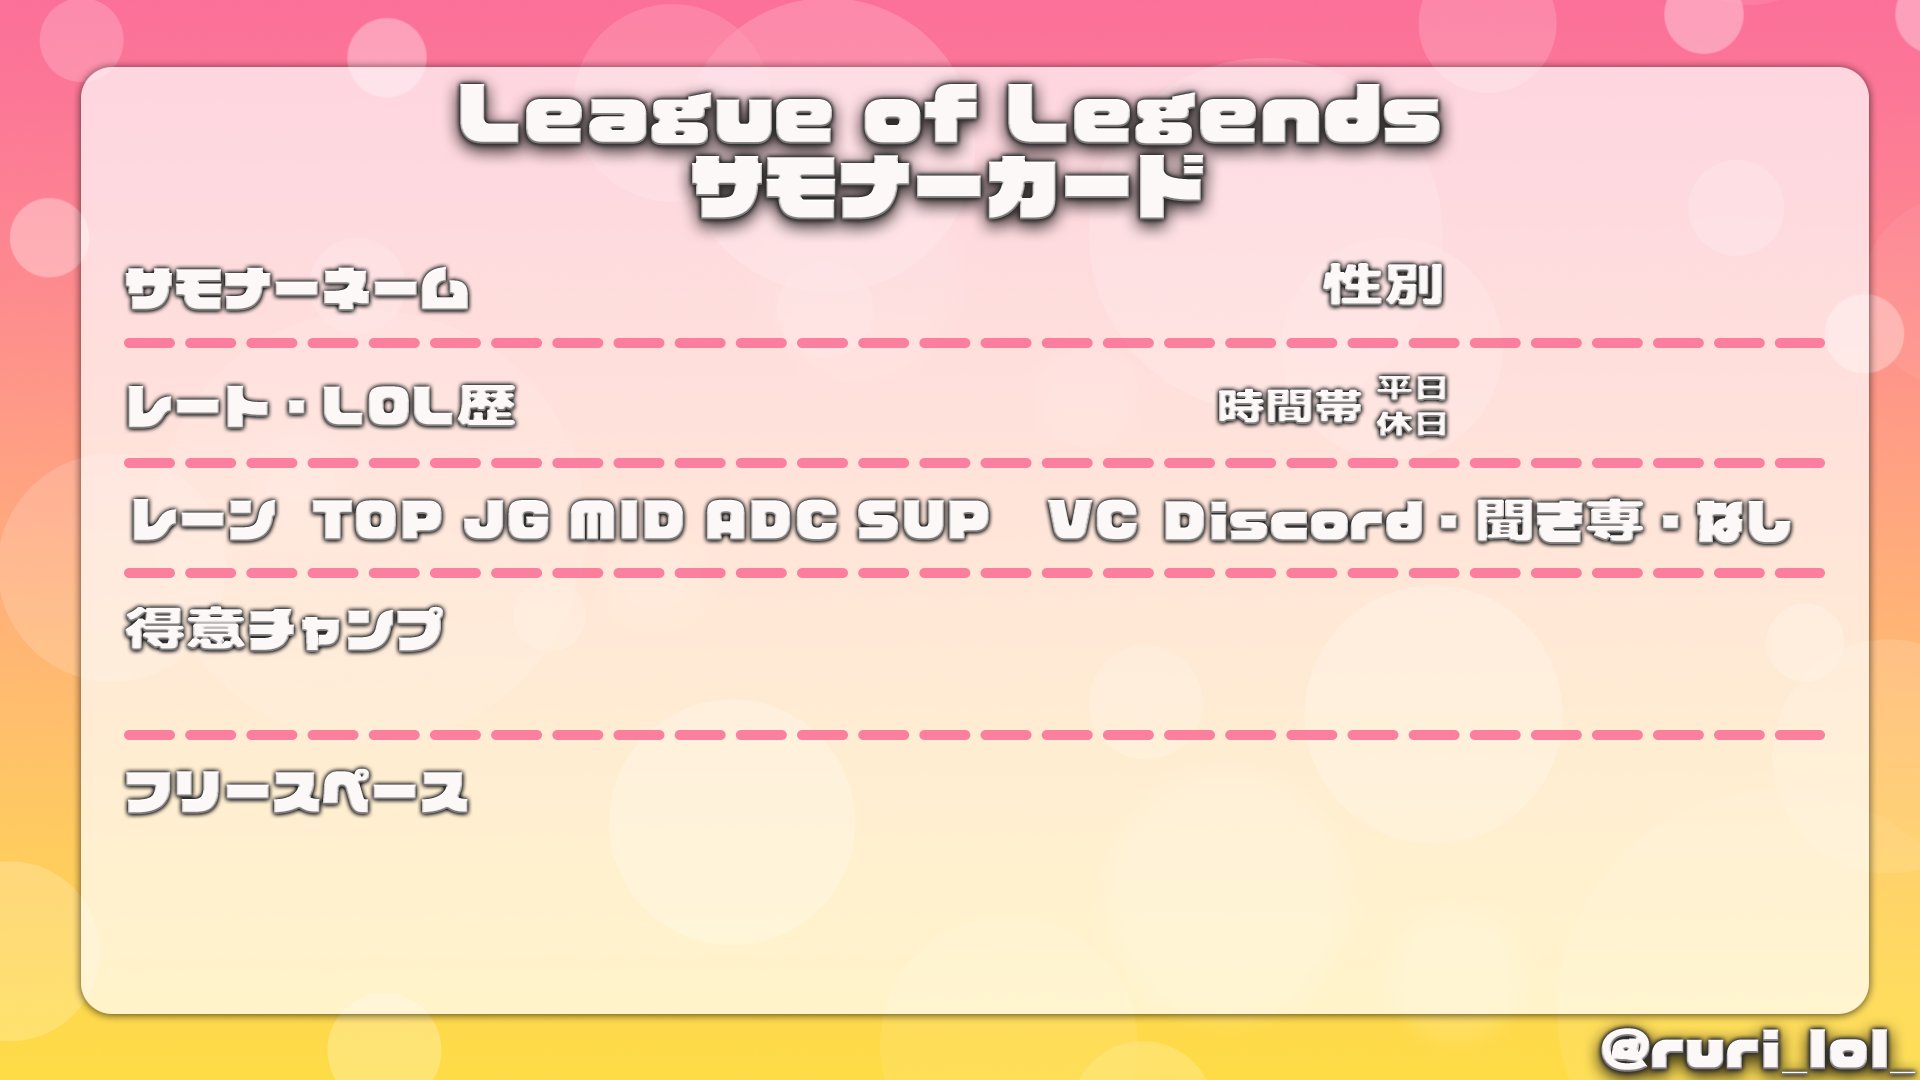 League of Legends
サモナーカード
サモナーネーム 性別
レート・LOL歴 時間帯 平日
休日
レーン TOP JG MID ADC SUP VC Discord・聞き専・なし
得意チャンプ
フリースペース
@ruri_lol_